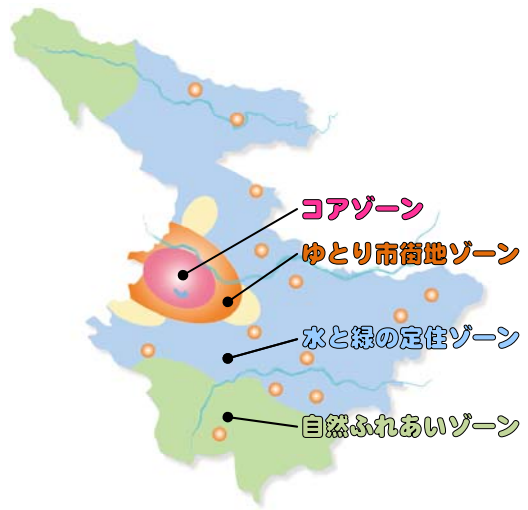 コアゾーン
ゆとり市街地ゾーン
水と緑の定住ゾーン
自然ふれあいゾーン